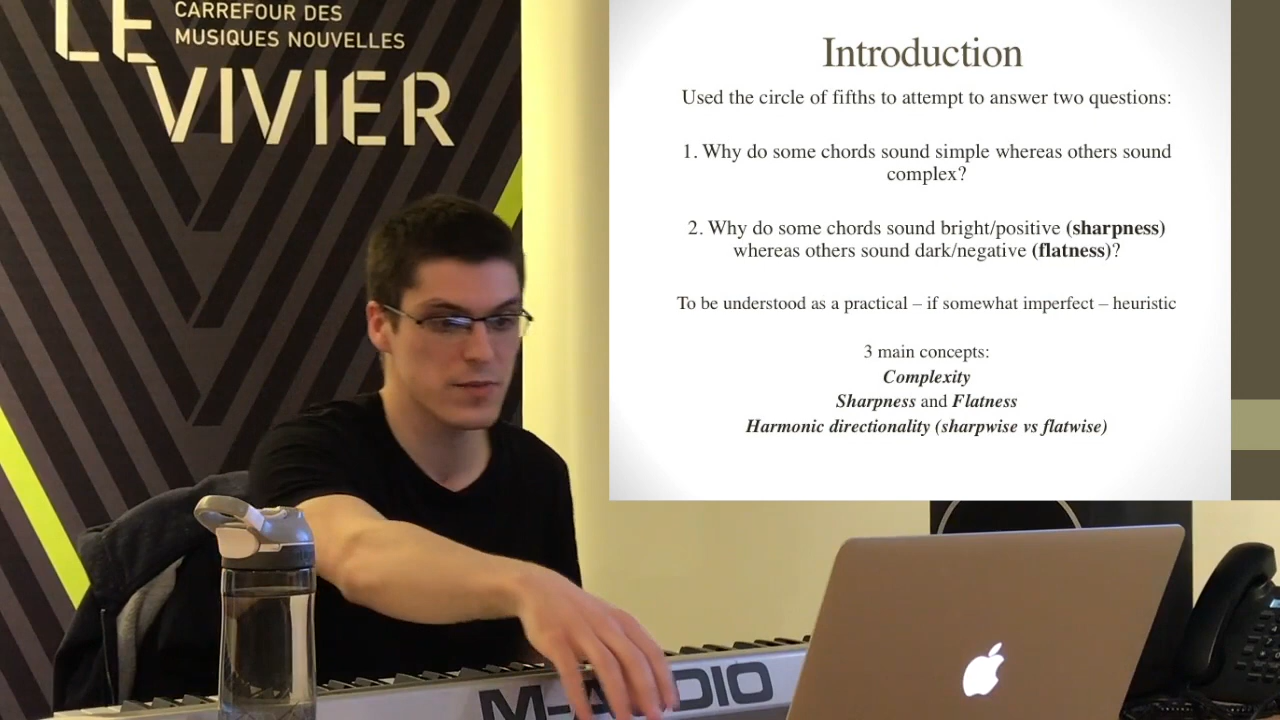 LE
CARREFOUR DES
MUSIQUES NOUVELLES
VIVIER
Introduction
Used the circle of fifths to attempt to answer two questions:
1. Why do some chords sound simple whereas others sound
complex?
2. Why do some chords sound bright/positive (sharpness)
whereas others sound dark/negative (flatness)?
To be understood as a practical – if somewhat imperfect – heuristic
3 main concepts:
Complexity
Sharpness and Flatness
Harmonic directionality (sharpwise vs flatwise)
M-AUDIO